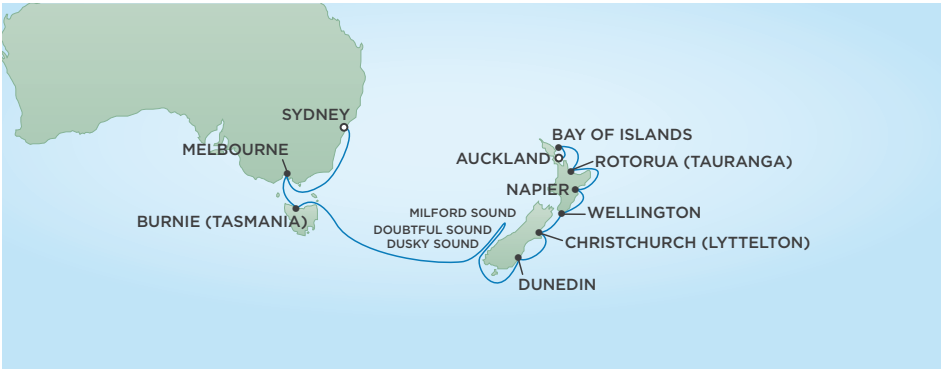 SYDNEY
MELBOURNE
BURNIE (TASMANIA)
BAY OF ISLANDS
AUCKLAND
ROTORUA (TAURANGA)
NAPIER
WELLINGTON
MILFORD SOUND
DOUBTFUL SOUND
DUSKY SOUND
CHRISTCHURCH (LYTTELTON)
DUNEDIN